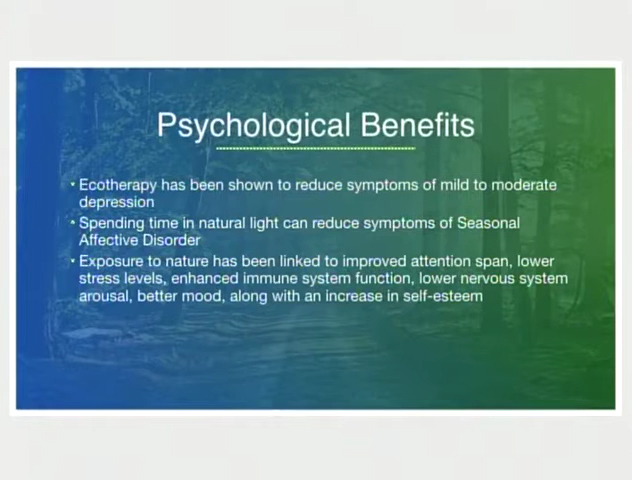 Psychological Benefits
• Ecotherapy has been shown to reduce symptoms of mild to moderate
depression
• Spending time in natural light can reduce symptoms of Seasonal
Affective Disorder
• Exposure to nature has been linked to improved attention span, lower
stress levels, enhanced immune system function, lower nervous system
arousal, better mood, along with an increase in self-esteem